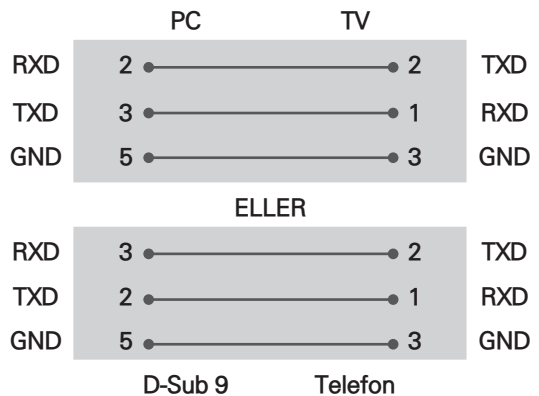 PC TV
RXD 2 2 TXD
TXD 3 1 RXD
GND 5 3 GND
ELLER
RXD 3 2 TXD
TXD 2 1 RXD
GND 5 3 GND
D-Sub 9 Telefon